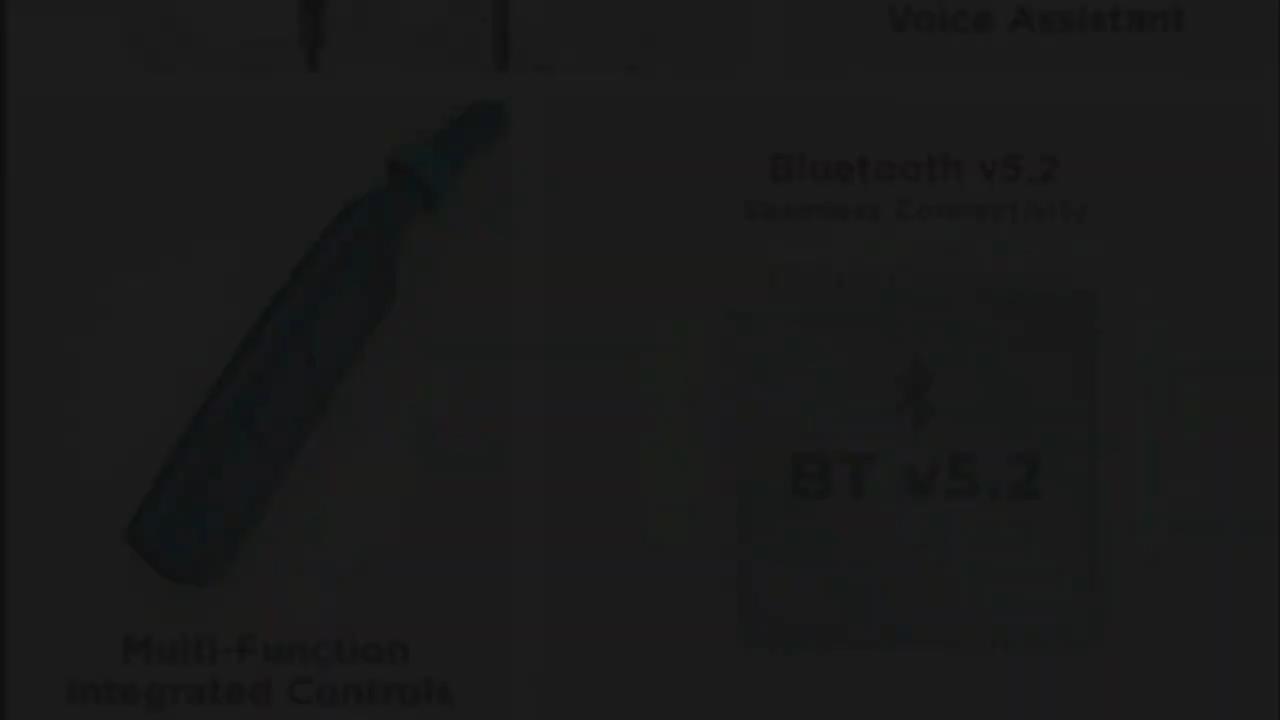 Voice Assistant
Bluetooth v5.2
Seamless Connectivity
BT v5.2
Multi-Function
Integrated Controls